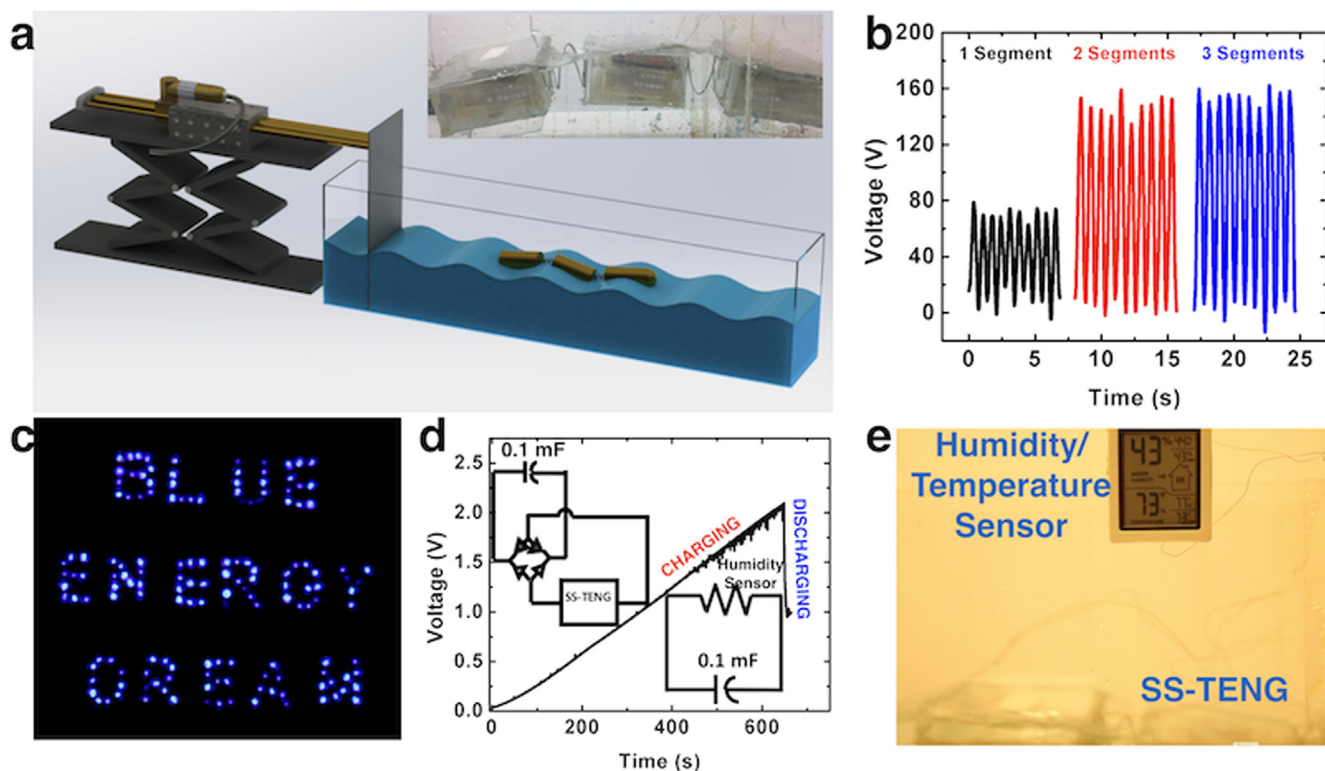 a
b
200
160
120
80
40
0
Voltage (V)
1 Segment
2 Segments
3 Segments
0 5 10 15 20 25
Time (s)
c
BLUE
ENERGY
DREAM
d
2.5
2.0
1.5
1.0
0.5
0.0
Voltage (V)
0.1 mF
SS-TENG
CHARGING
DISCHARGING
Humidity
Sensor
0.1 mF
0 200 400 600
Time (s)
e
Humidity/
Temperature
Sensor
43 %
73
SS-TENG